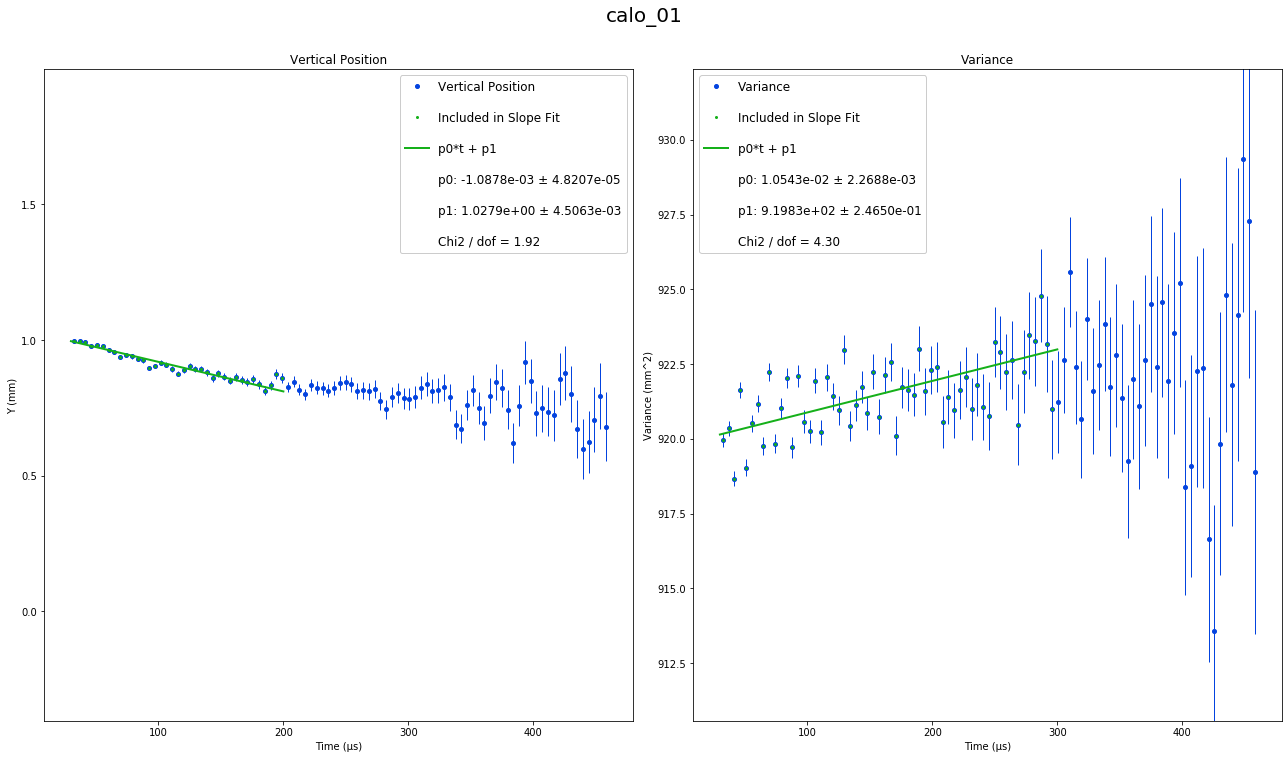 calo_01
Vertical Position
Vertical Position
Included in Slope Fit
p0*t + p1
p0: -1.0878e-03 ± 4.8207e-05
p1: 1.0279e+00 ± 4.5063e-03
Chi2 / dof = 1.92
Y (mm)
1.5
1.0
0.5
0.0
100 200 300 400
Time (μs)
Variance
Variance
Included in Slope Fit
p0*t + p1
p0: 1.0543e-02 ± 2.2688e-03
p1: 9.1983e+02 ± 2.4650e-01
Chi2 / dof = 4.30
Variance (mm^2)
930.0
927.5
925.0
922.5
920.0
917.5
915.0
912.5
100 200 300 400
Time (μs)